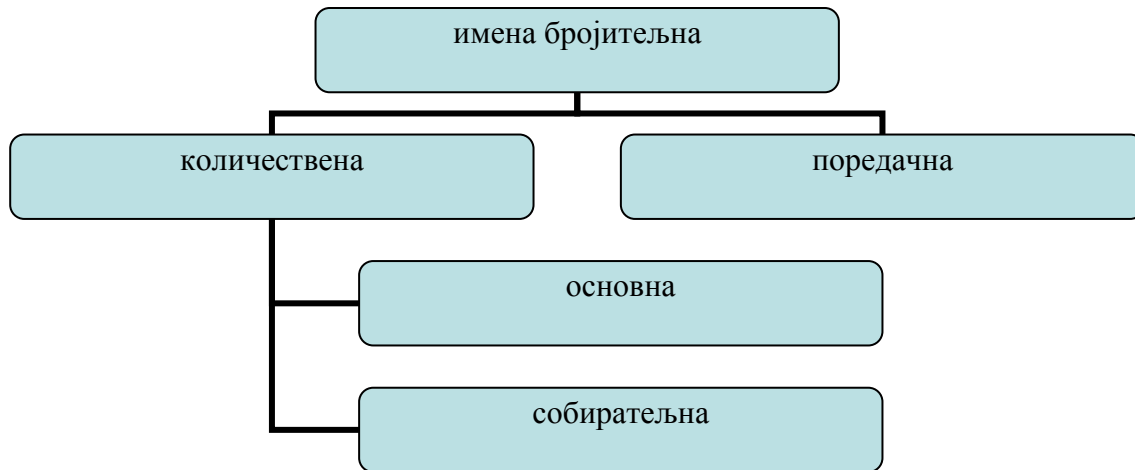 имена бројитељна
количествена
поредачна
основна
собиратељна